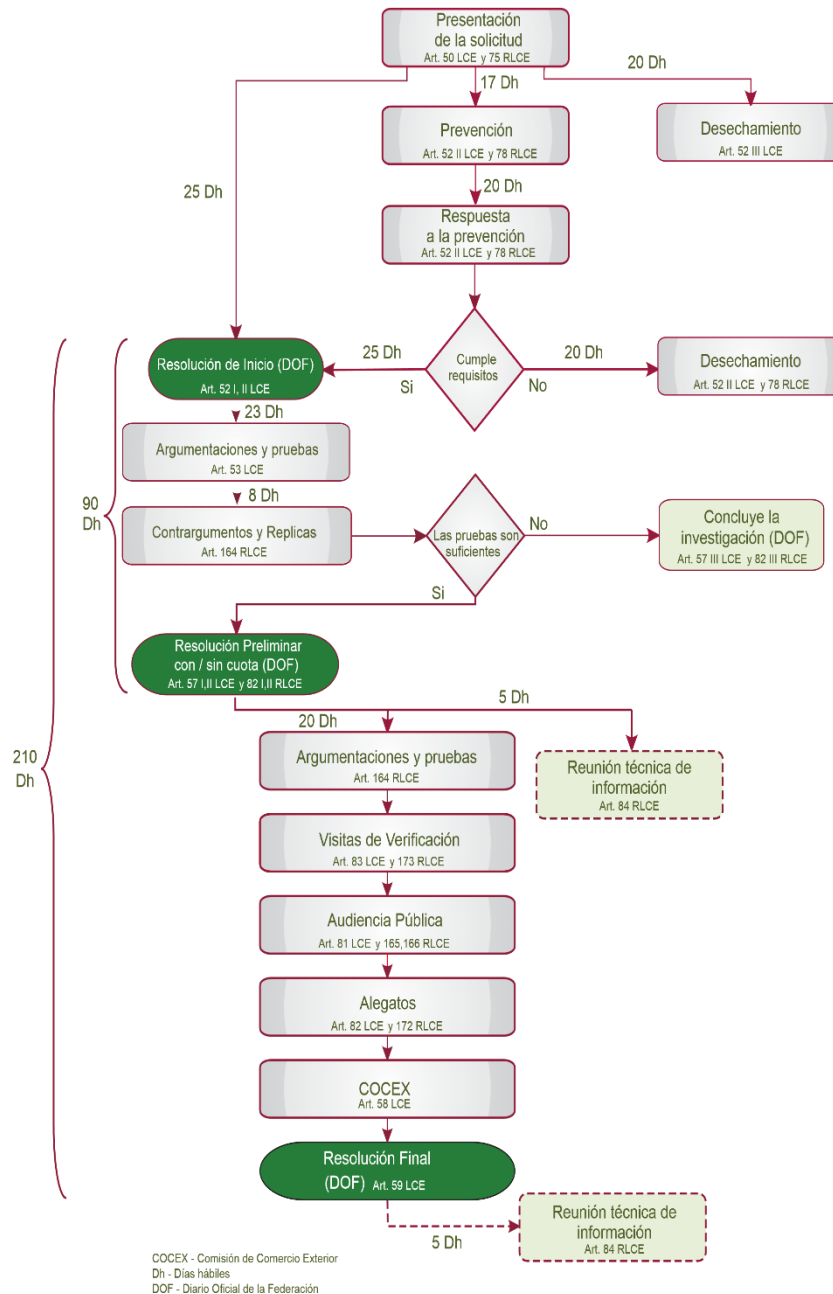 Presentación
de la solicitud
Art. 50 LCE y 75 RLCE
17 Dh
20 Dh
Prevención
Art. 52 II LCE y 78 RLCE
Desechamiento
Art. 52 III LCE
25 Dh
20 Dh
Respuesta
a la prevención
Art. 52 II LCE y 78 RLCE
Resolución de Inicio (DOF)
Art. 52 I, II LCE
25 Dh
Si
Cumple
requisitos
20 Dh
No
Desechamiento
Art. 52 II LCE y 78 RLCE
23 Dh
Argumentaciones y pruebas
Art. 53 LCE
90
Dh
8 Dh
Contrargumentos y Replicas
Art. 164 RLCE
Las pruebas son
suficientes
No
Concluye la
investigación (DOF)
Art. 57 III LCE y 82 III RLCE
Si
Resolución Preliminar
con / sin cuota (DOF)
Art. 57 I,II LCE y 82 I,II RLCE
5 Dh
20 Dh
210
Dh
Argumentaciones y pruebas
Art. 164 RLCE
Reunión técnica de
información
Art. 84 RLCE
Visitas de Verificación
Art. 83 LCE y 173 RLCE
Audiencia Pública
Art. 81 LCE y 165,166 RLCE
Alegatos
Art. 82 LCE y 172 RLCE
COCEX
Art. 58 LCE
Resolución Final
(DOF) Art. 59 LCE
5 Dh
Reunión técnica de
información
Art. 84 RLCE
COCEX - Comisión de Comercio Exterior
Dh - Días hábiles
DOF - Diario Oficial de la Federación